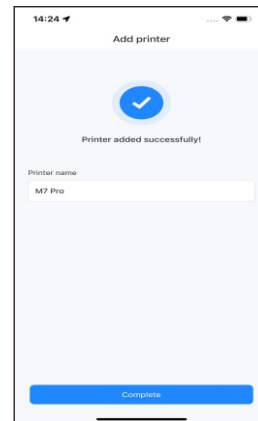 14:24
Add printer
Printer added successfully!
Printer name
M7 Pro
Complete